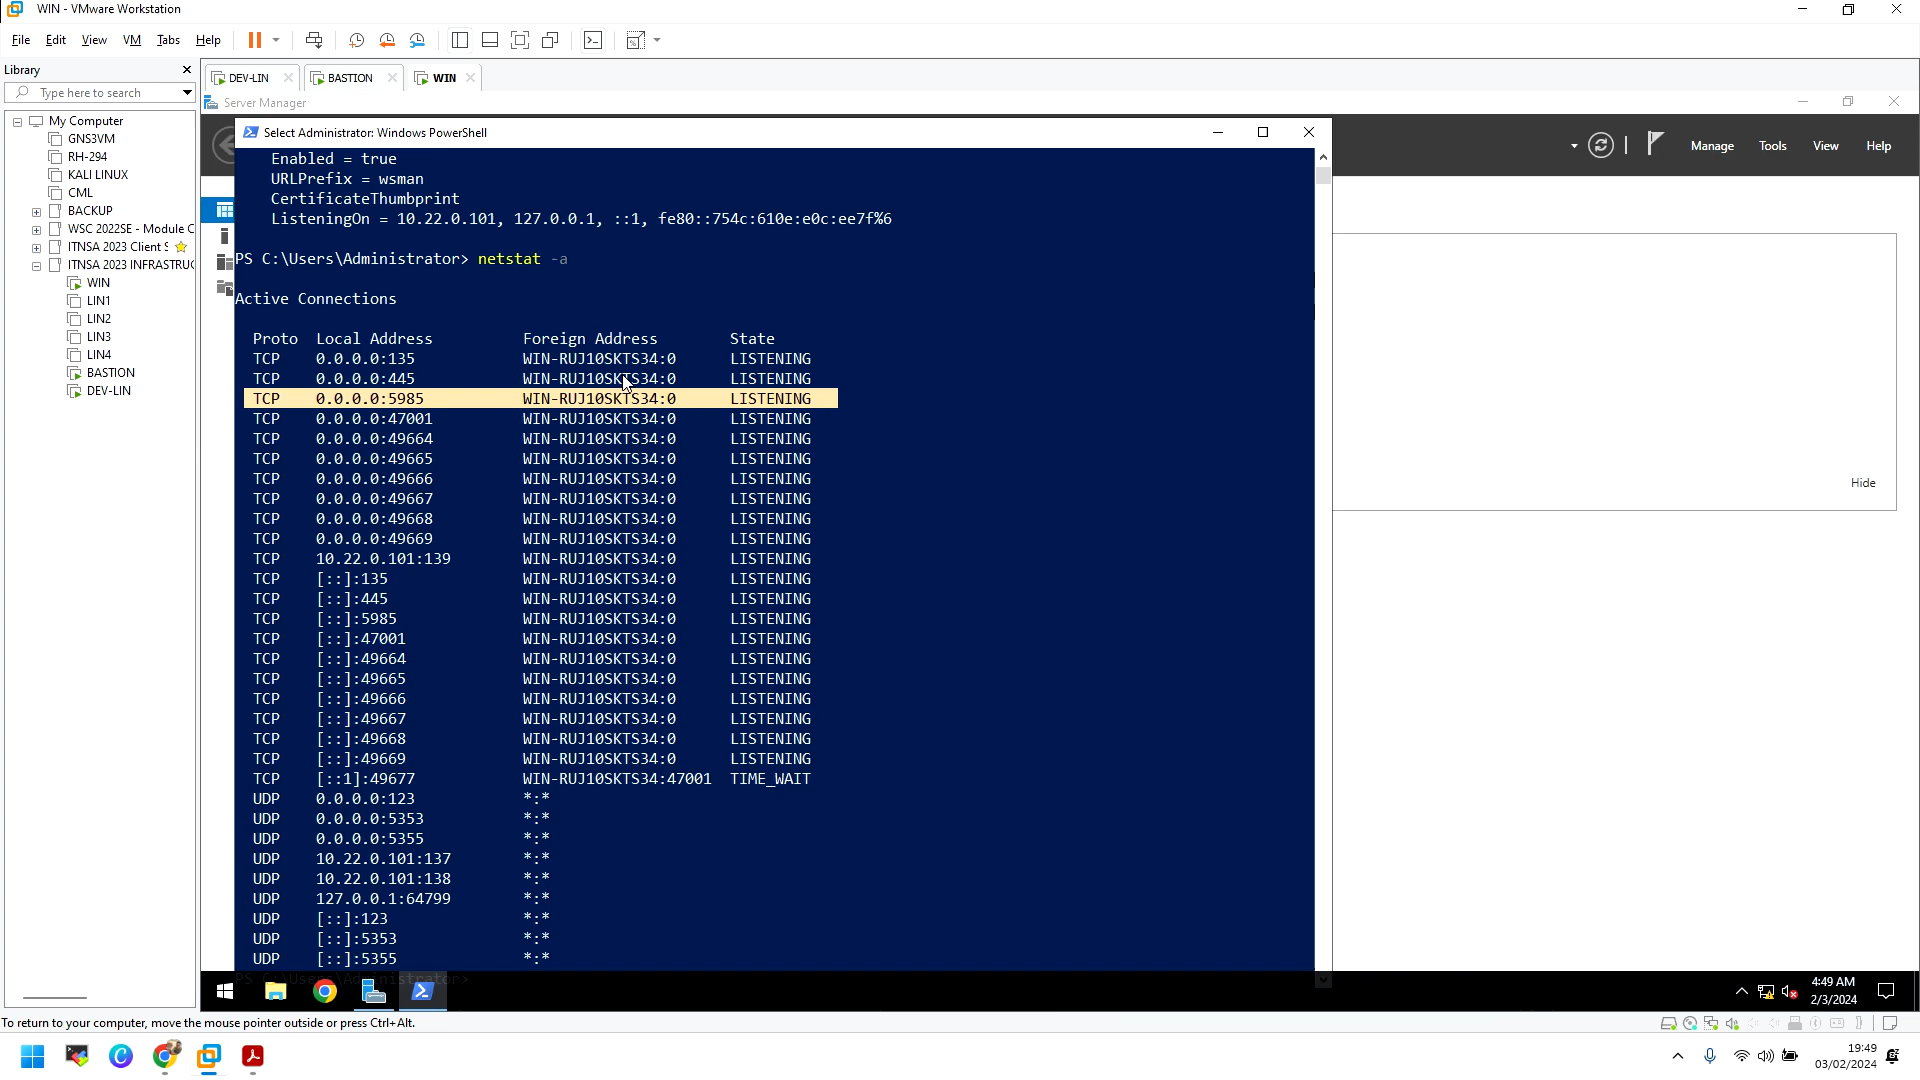 WIN - VMware Workstation
File Edit View VM Tabs Help
Library
Type here to search
My Computer
GNS3VM
RH-294
KALI LINUX
CML
BACKUP
WSC 2022SE - Module C
ITNSA 2023 Client S
ITNSA 2023 INFRASTRUC
WIN
LIN1
LIN2
LIN3
LIN4
BASTION
DEV-LIN
DEV-LIN BASTION WIN
Server Manager
Manage Tools View Help
Hide
Select Administrator: Windows PowerShell
Enabled = true
URLPrefix = wsman
CertificateThumbprint
ListeningOn = 10.22.0.101, 127.0.0.1, ::1, fe80::754c:610e:e0c:ee7f%6
PS C:\Users\Administrator> netstat -a
Active Connections
Proto Local Address Foreign Address State
TCP 0.0.0.0:135 WIN-RUJ10SKTS34:0 LISTENING
TCP 0.0.0.0:445 WIN-RUJ10SKTS34:0 LISTENING
TCP 0.0.0.0:5985 WIN-RUJ10SKTS34:0 LISTENING
TCP 0.0.0.0:47001 WIN-RUJ10SKTS34:0 LISTENING
TCP 0.0.0.0:49664 WIN-RUJ10SKTS34:0 LISTENING
TCP 0.0.0.0:49665 WIN-RUJ10SKTS34:0 LISTENING
TCP 0.0.0.0:49666 WIN-RUJ10SKTS34:0 LISTENING
TCP 0.0.0.0:49667 WIN-RUJ10SKTS34:0 LISTENING
TCP 0.0.0.0:49668 WIN-RUJ10SKTS34:0 LISTENING
TCP 0.0.0.0:49669 WIN-RUJ10SKTS34:0 LISTENING
TCP 10.22.0.101:139 WIN-RUJ10SKTS34:0 LISTENING
TCP [::]:135 WIN-RUJ10SKTS34:0 LISTENING
TCP [::]:445 WIN-RUJ10SKTS34:0 LISTENING
TCP [::]:5985 WIN-RUJ10SKTS34:0 LISTENING
TCP [::]:47001 WIN-RUJ10SKTS34:0 LISTENING
TCP [::]:49664 WIN-RUJ10SKTS34:0 LISTENING
TCP [::]:49665 WIN-RUJ10SKTS34:0 LISTENING
TCP [::]:49666 WIN-RUJ10SKTS34:0 LISTENING
TCP [::]:49667 WIN-RUJ10SKTS34:0 LISTENING
TCP [::]:49668 WIN-RUJ10SKTS34:0 LISTENING
TCP [::]:49669 WIN-RUJ10SKTS34:0 LISTENING
TCP [::1]:49677 WIN-RUJ10SKTS34:47001 TIME_WAIT
UDP 0.0.0.0:123 *:*
UDP 0.0.0.0:5353 *:*
UDP 0.0.0.0:5355 *:*
UDP 10.22.0.101:137 *:*
UDP 10.22.0.101:138 *:*
UDP 127.0.0.1:64799 *:*
UDP [::]:123 *:*
UDP [::]:5353 *:*
UDP [::]:5355 *:*
PS C:\Users\Administrator>
4:49 AM
2/3/2024
To return to your computer, move the mouse pointer outside or press Ctrl+Alt.
19:49
03/02/2024